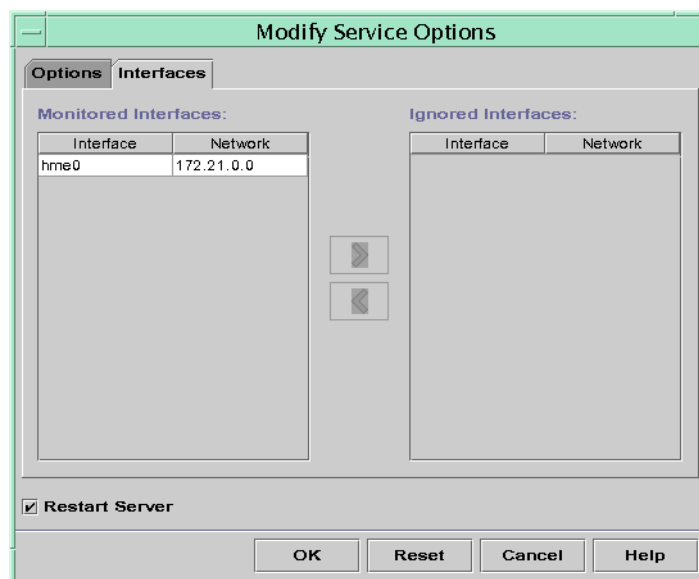 Modify Service Options
Options Interfaces
Monitored Interfaces: Ignored Interfaces:
Interface Network Interface Network
hme0 172.21.0.0
Restart Server
OK Reset Cancel Help